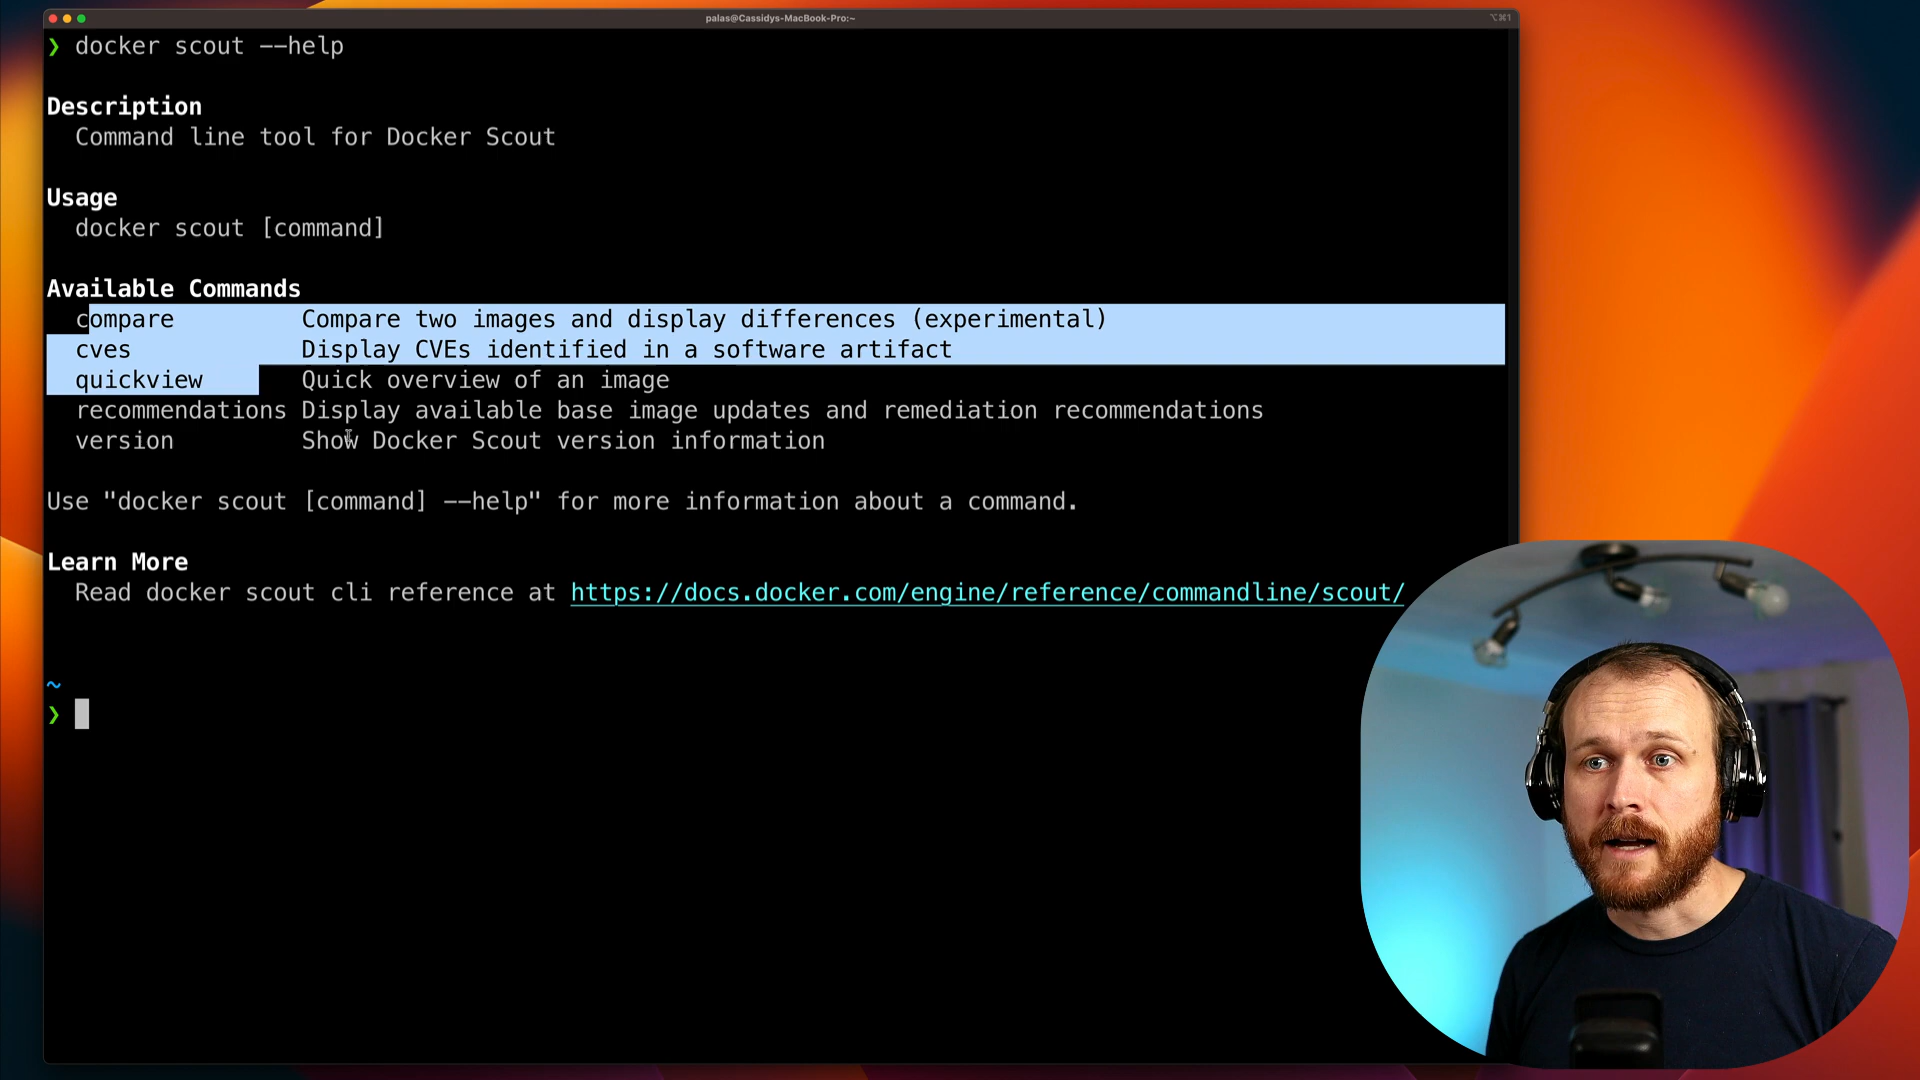 palas@Cassidys-MacBook-Pro:~
⌥⌘1
❯ docker scout --help
Description
Command line tool for Docker Scout
Usage
docker scout [command]
Available Commands
compare Compare two images and display differences (experimental)
cves Display CVEs identified in a software artifact
quickview Quick overview of an image
recommendations Display available base image updates and remediation recommendations
version Show Docker Scout version information
Use "docker scout [command] --help" for more information about a command.
Learn More
Read docker scout cli reference at https://docs.docker.com/engine/reference/commandline/scout/
~
❯